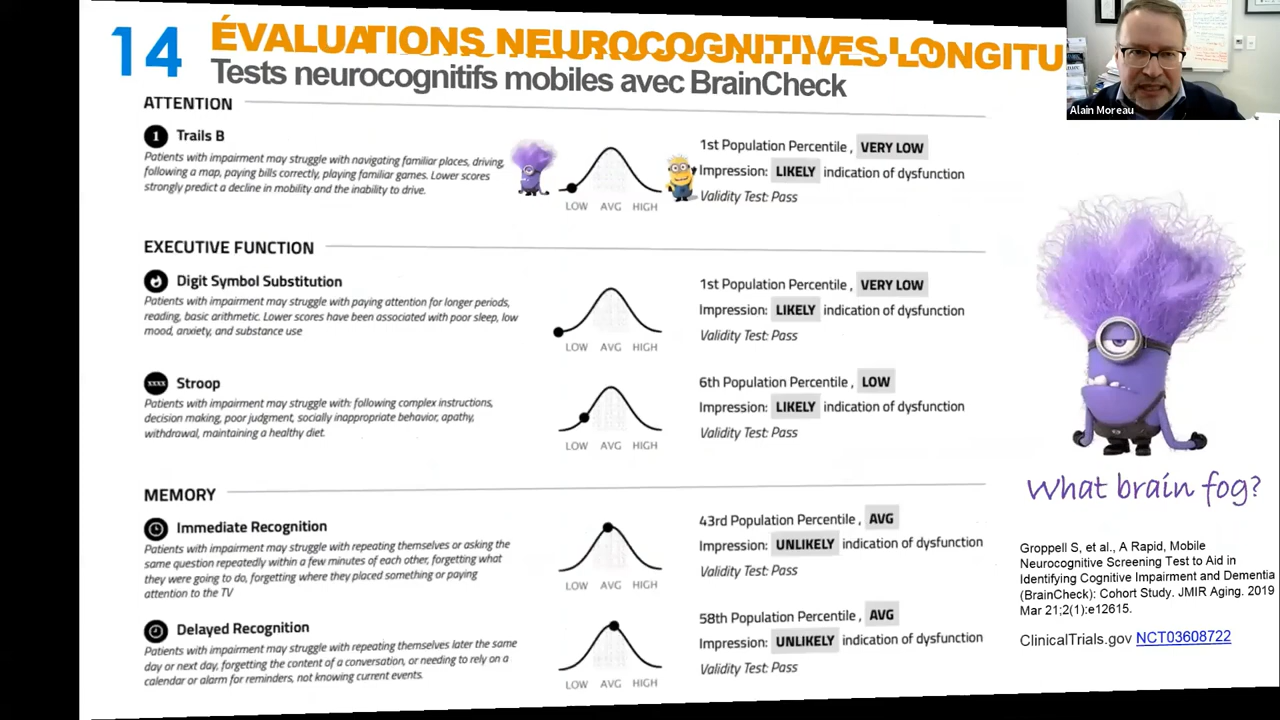 14
ÉVALUATIONS NEUROCOGNITIVES LONGITU
Tests neurocognitifs mobiles avec BrainCheck
Alain Moreau
ATTENTION
1 Trails B
Patients with impairment may struggle with navigating familiar places, driving,
following a map, paying bills correctly, playing familiar games. Lower scores
strongly predict a decline in mobility and the inability to drive.
LOW AVG HIGH
1st Population Percentile , VERY LOW
Impression: LIKELY indication of dysfunction
Validity Test: Pass
EXECUTIVE FUNCTION
Digit Symbol Substitution
Patients with impairment may struggle with paying attention for longer periods,
reading, basic arithmetic. Lower scores have been associated with poor sleep, low
mood, anxiety, and substance use
LOW AVG HIGH
1st Population Percentile , VERY LOW
Impression: LIKELY indication of dysfunction
Validity Test: Pass
XXXX Stroop
Patients with impairment may struggle with: following complex instructions,
decision making, poor judgment, socially inappropriate behavior, apathy,
withdrawal, maintaining a healthy diet.
LOW AVG HIGH
6th Population Percentile , LOW
Impression: LIKELY indication of dysfunction
Validity Test: Pass
MEMORY
Immediate Recognition
Patients with impairment may struggle with repeating themselves or asking the
same question repeatedly within a few minutes of each other, forgetting what
they were going to do, forgetting where they placed something or paying
attention to the TV
LOW AVG HIGH
43rd Population Percentile , AVG
Impression: UNLIKELY indication of dysfunction
Validity Test: Pass
Delayed Recognition
Patients with impairment may struggle with repeating themselves later the same
day or next day, forgetting the content of a conversation, or needing to rely on a
calendar or alarm for reminders, not knowing current events.
LOW AVG HIGH
58th Population Percentile , AVG
Impression: UNLIKELY indication of dysfunction
Validity Test: Pass
What brain fog?
Groppell S, et al., A Rapid, Mobile
Neurocognitive Screening Test to Aid in
Identifying Cognitive Impairment and Dementia
(BrainCheck): Cohort Study. JMIR Aging. 2019
Mar 21;2(1):e12615.
ClinicalTrials.gov NCT03608722